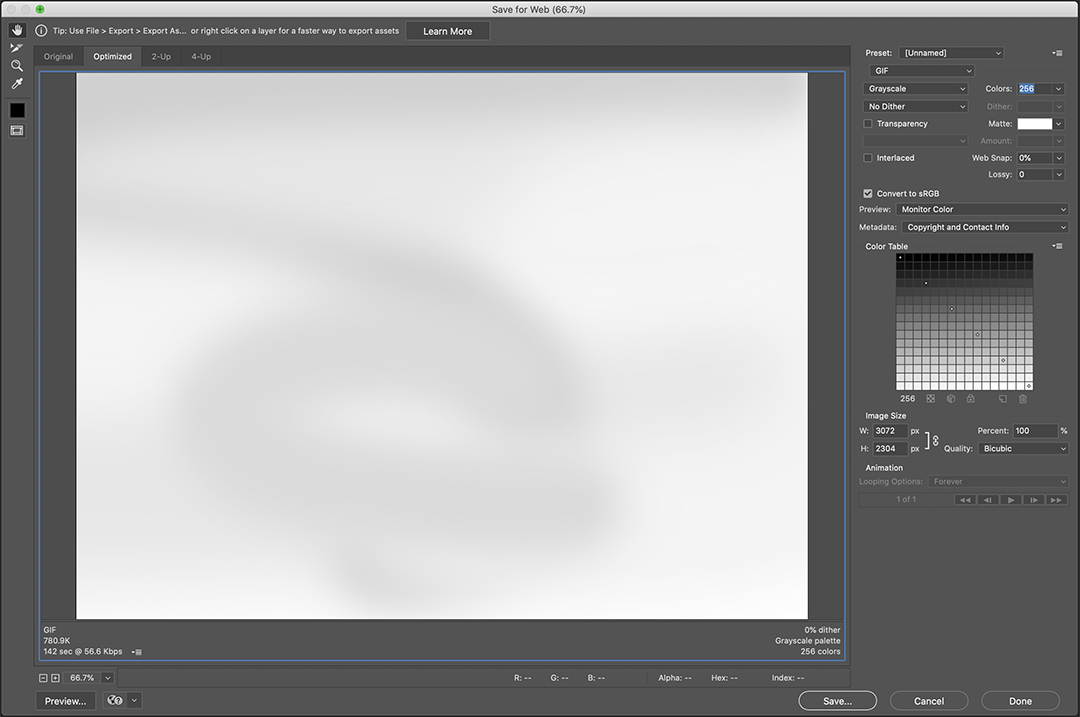 Save for Web (66.7%)
Tip: Use File > Export > Export As... or right click on a layer for a faster way to export assets
Learn More
Original Optimized 2-Up 4-Up
Preset: [Unnamed]
GIF
Grayscale Colors: 256
No Dither Dither:
Transparency Matte:
Amount:
Interlaced Web Snap: 0%
Lossy: 0
Convert to sRGB
Preview: Monitor Color
Metadata: Copyright and Contact Info
Color Table
256
Image Size
W: 3072 px Percent: 100 %
H: 2304 px Quality: Bicubic
Animation
Looping Options: Forever
1 of 1
GIF 0% dither
780.9K Grayscale palette
142 sec @ 56.6 Kbps 256 colors
66.7% R: -- G: -- B: -- Alpha: -- Hex: -- Index: --
Preview... Save... Cancel Done